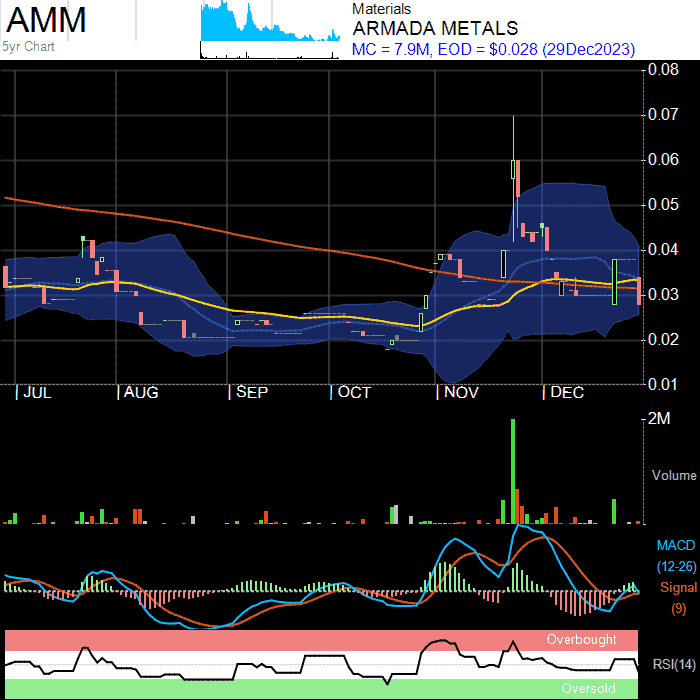 AMM
5yr Chart
Materials
ARMADA METALS
MC = 7.9M, EOD = $0.028 (29Dec2023)
0.08
0.07
0.06
0.05
0.04
0.03
0.02
0.01
JUL AUG SEP OCT NOV DEC
2M
Volume
MACD
(12-26)
Signal
(9)
Overbought
RSI(14)
Oversold